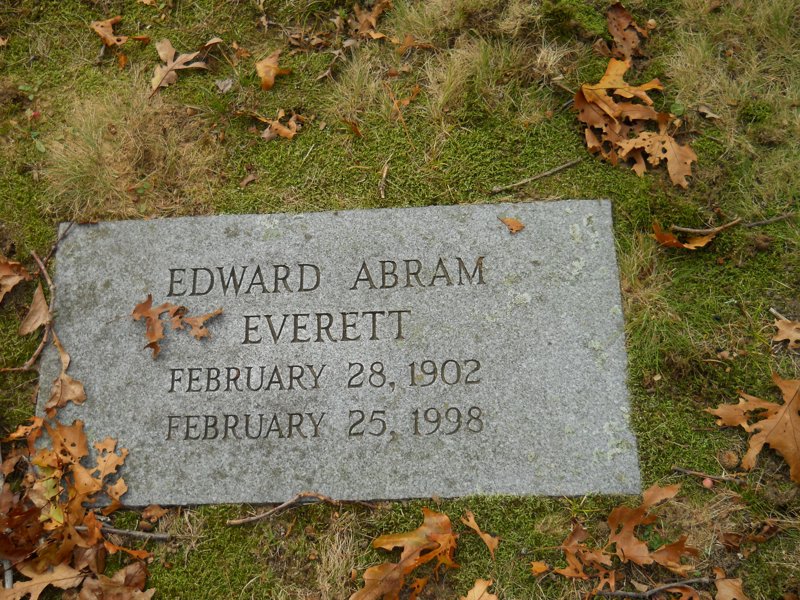 EDWARD ABRAM
EVERETT
FEBRUARY 28, 1902
FEBRUARY 25, 1998